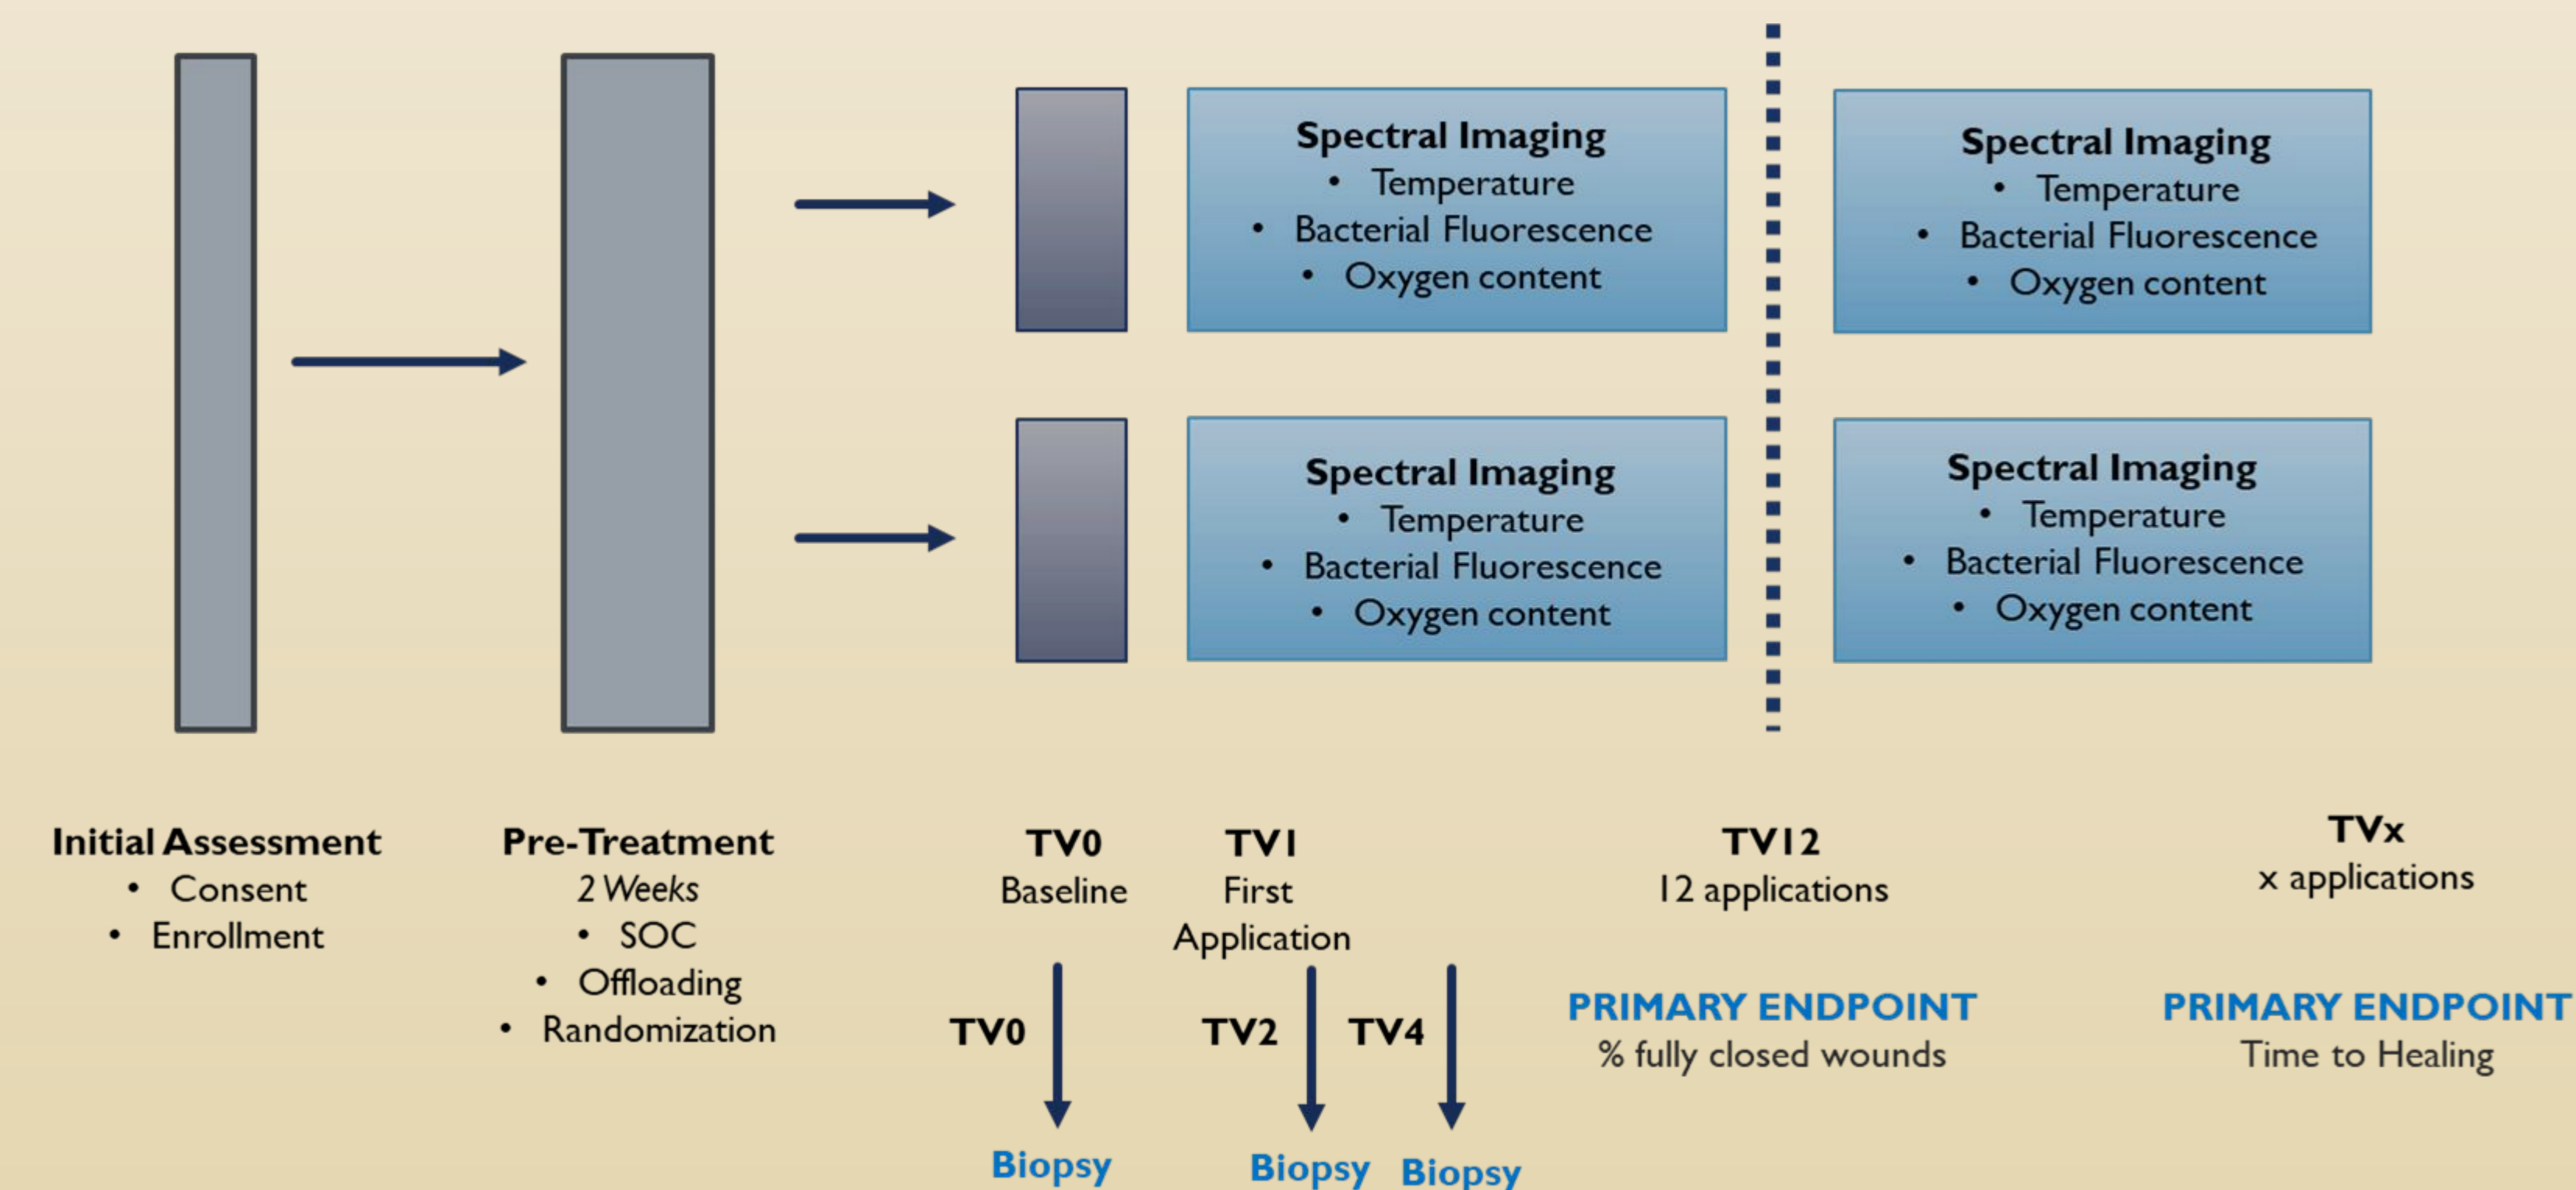 Spectral Imaging
• Temperature
• Bacterial Fluorescence
• Oxygen content
Spectral Imaging
• Temperature
• Bacterial Fluorescence
• Oxygen content
Spectral Imaging
• Temperature
• Bacterial Fluorescence
• Oxygen content
Spectral Imaging
• Temperature
• Bacterial Fluorescence
• Oxygen content
Initial Assessment
• Consent
• Enrollment
Pre-Treatment
2 Weeks
• SOC
• Offloading
• Randomization
TV0
Baseline
TV1
First
Application
TV12
12 applications
TVx
x applications
TV0
TV2
TV4
Biopsy
Biopsy
Biopsy
PRIMARY ENDPOINT
% fully closed wounds
PRIMARY ENDPOINT
Time to Healing